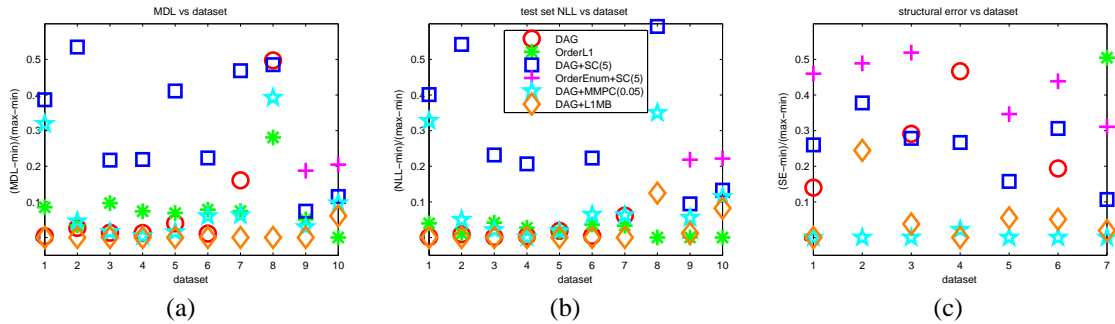 MDL vs dataset
0.5
0.4
0.3
0.2
0.1
(MDL−min)/(max−min)
1 2 3 4 5 6 7 8 9 10
dataset
(a)
test set NLL vs dataset
DAG
OrderL1
DAG+SC(5)
OrderEnum+SC(5)
DAG+MMPC(0.05)
DAG+L1MB
0.5
0.4
0.3
0.2
0.1
(NLL−min)/(max−min)
1 2 3 4 5 6 7 8 9 10
dataset
(b)
structural error vs dataset
0.5
0.4
0.3
0.2
0.1
(SE−min)/(max−min)
1 2 3 4 5 6 7
dataset
(c)